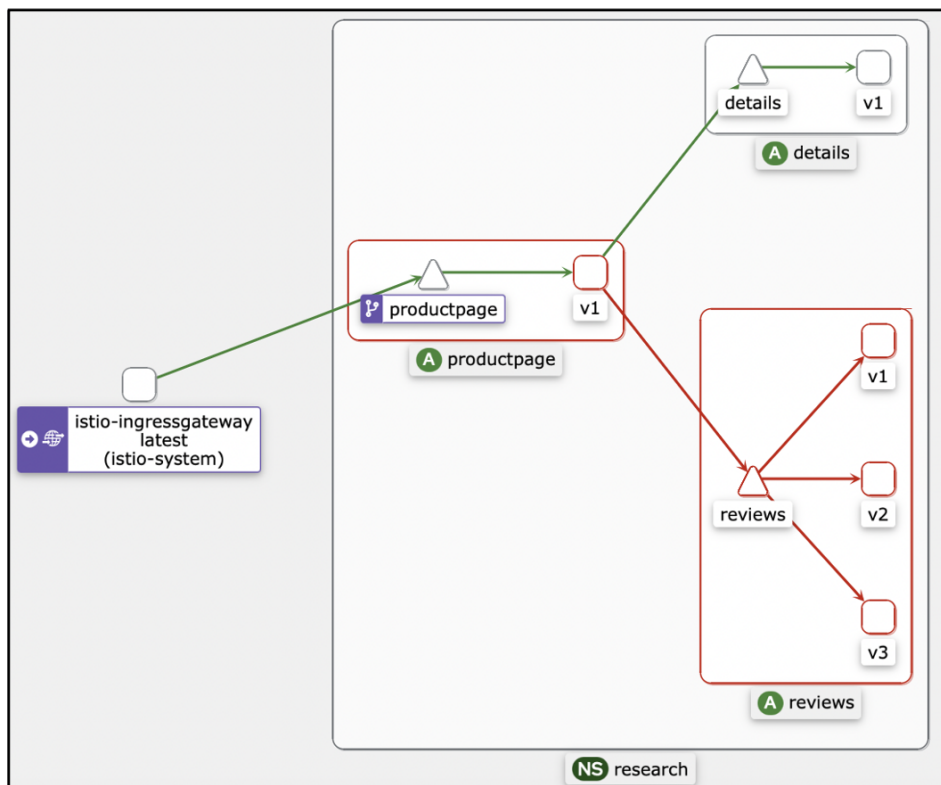 details
v1
A details
productpage
v1
A productpage
istio-ingressgateway
latest
(istio-system)
v1
reviews
v2
v3
A reviews
NS research